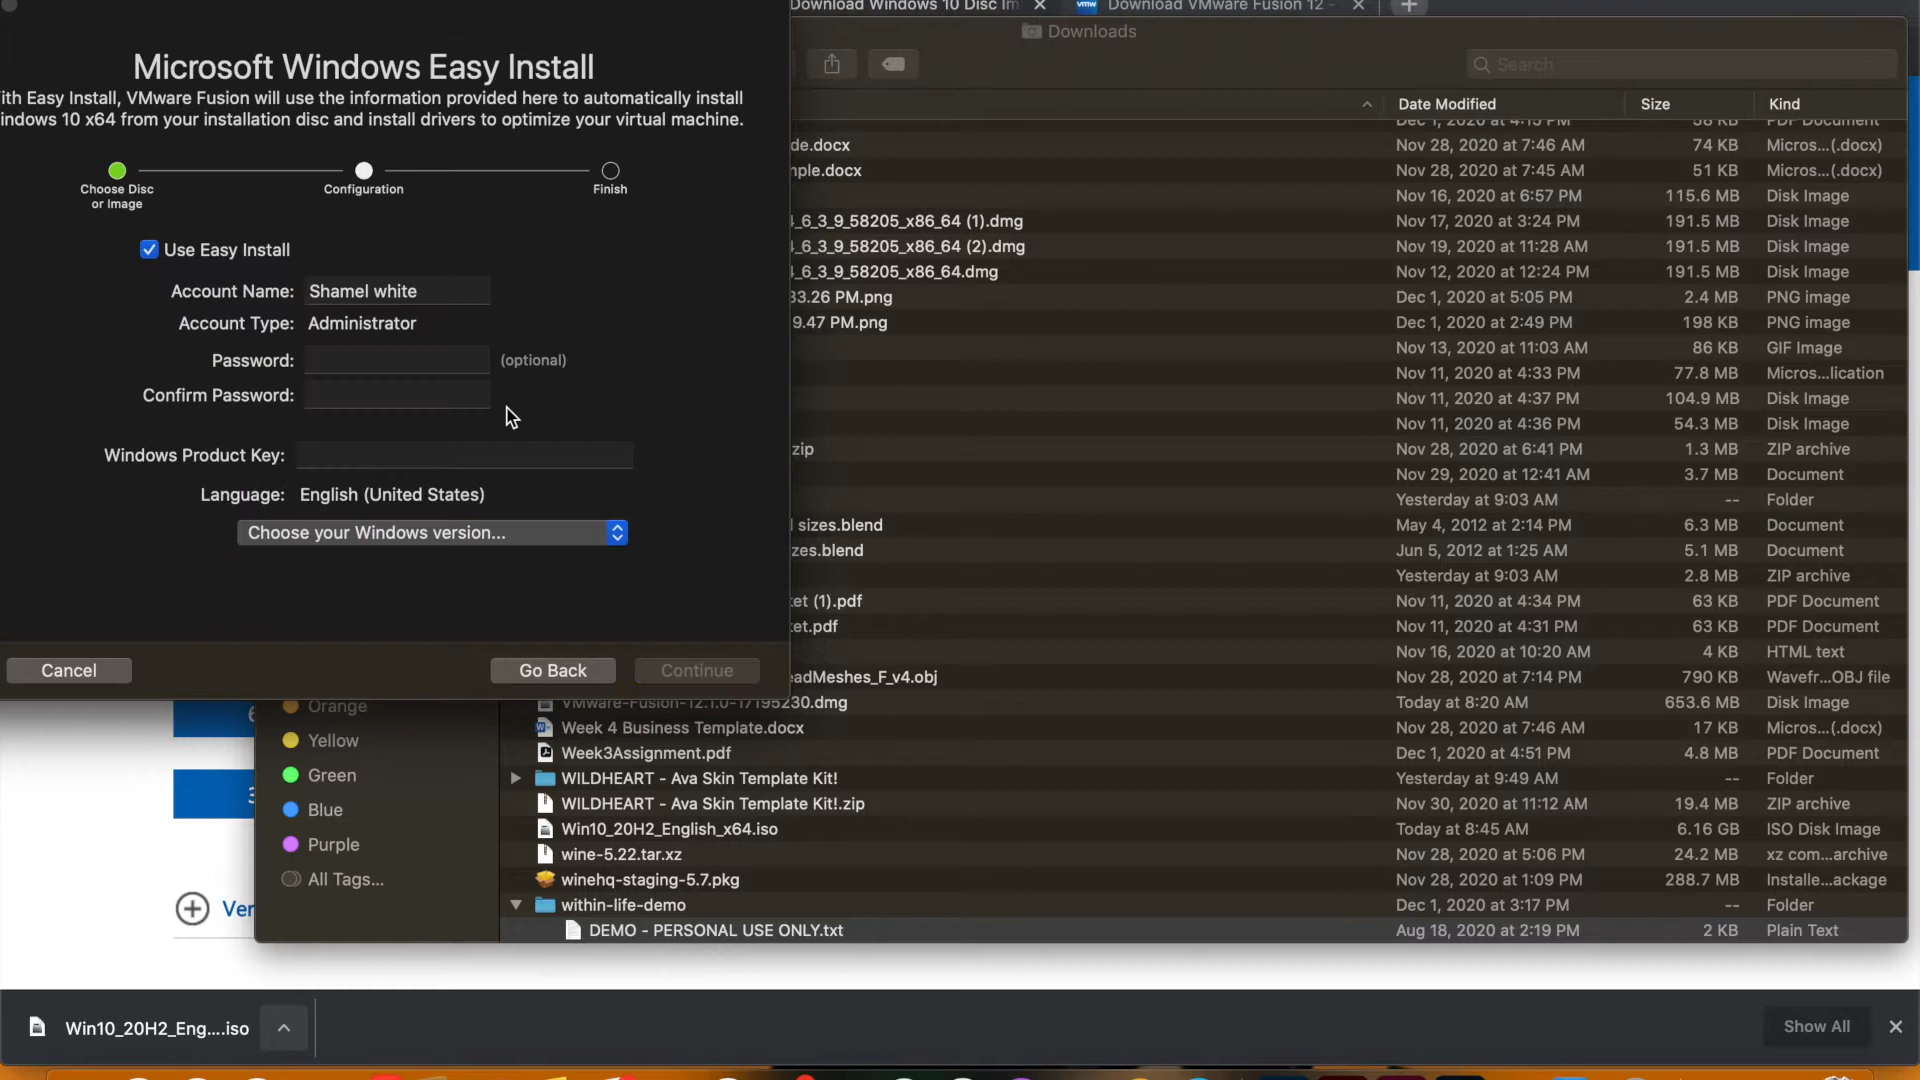 Download Windows 10 Disc Im
vmw Download VMware Fusion 12 -
Downloads
Search
Microsoft Windows Easy Install
ith Easy Install, VMware Fusion will use the information provided here to automatically install
indows 10 x64 from your installation disc and install drivers to optimize your virtual machine.
Choose Disc
or Image
Configuration
Finish
Use Easy Install
Account Name: Shamel white
Account Type: Administrator
Password: (optional)
Confirm Password:
Windows Product Key:
Language: English (United States)
Choose your Windows version...
Cancel
Go Back
Continue
Date Modified Size Kind
Dec 1, 2020 at 4:15 PM 58 KB PDF Document
de.docx Nov 28, 2020 at 7:46 AM 74 KB Micros...(.docx)
nple.docx Nov 28, 2020 at 7:45 AM 51 KB Micros...(.docx)
Nov 16, 2020 at 6:57 PM 115.6 MB Disk Image
_6_3_9_58205_x86_64 (1).dmg Nov 17, 2020 at 3:24 PM 191.5 MB Disk Image
_6_3_9_58205_x86_64 (2).dmg Nov 19, 2020 at 11:28 AM 191.5 MB Disk Image
_6_3_9_58205_x86_64.dmg Nov 12, 2020 at 12:24 PM 191.5 MB Disk Image
33.26 PM.png Dec 1, 2020 at 5:05 PM 2.4 MB PNG image
9.47 PM.png Dec 1, 2020 at 2:49 PM 198 KB PNG image
Nov 13, 2020 at 11:03 AM 86 KB GIF Image
Nov 11, 2020 at 4:33 PM 77.8 MB Micros...lication
Nov 11, 2020 at 4:37 PM 104.9 MB Disk Image
Nov 11, 2020 at 4:36 PM 54.3 MB Disk Image
zip Nov 28, 2020 at 6:41 PM 1.3 MB ZIP archive
Nov 29, 2020 at 12:41 AM 3.7 MB Document
Yesterday at 9:03 AM -- Folder
l sizes.blend May 4, 2012 at 2:14 PM 6.3 MB Document
zes.blend Jun 5, 2012 at 1:25 AM 5.1 MB Document
Yesterday at 9:03 AM 2.8 MB ZIP archive
et (1).pdf Nov 11, 2020 at 4:34 PM 63 KB PDF Document
et.pdf Nov 11, 2020 at 4:31 PM 63 KB PDF Document
Nov 16, 2020 at 10:20 AM 4 KB HTML text
eadMeshes_F_v4.obj Nov 28, 2020 at 7:14 PM 790 KB Wavefr...OBJ file
VMware-Fusion-12.1.0-17195230.dmg Today at 8:20 AM 653.6 MB Disk Image
Week 4 Business Template.docx Nov 28, 2020 at 7:46 AM 17 KB Micros...(.docx)
Week3Assignment.pdf Dec 1, 2020 at 4:51 PM 4.8 MB PDF Document
WILDHEART - Ava Skin Template Kit! Yesterday at 9:49 AM -- Folder
WILDHEART - Ava Skin Template Kit!.zip Nov 30, 2020 at 11:12 AM 19.4 MB ZIP archive
Win10_20H2_English_x64.iso Today at 8:45 AM 6.16 GB ISO Disk Image
wine-5.22.tar.xz Nov 28, 2020 at 5:06 PM 24.2 MB xz com...archive
winehq-staging-5.7.pkg Nov 28, 2020 at 1:09 PM 288.7 MB Installe...ackage
within-life-demo Dec 1, 2020 at 3:17 PM -- Folder
DEMO - PERSONAL USE ONLY.txt Aug 18, 2020 at 2:19 PM 2 KB Plain Text
Orange
Yellow
Green
Blue
Purple
All Tags...
Ver
Win10_20H2_Eng....iso
Show All